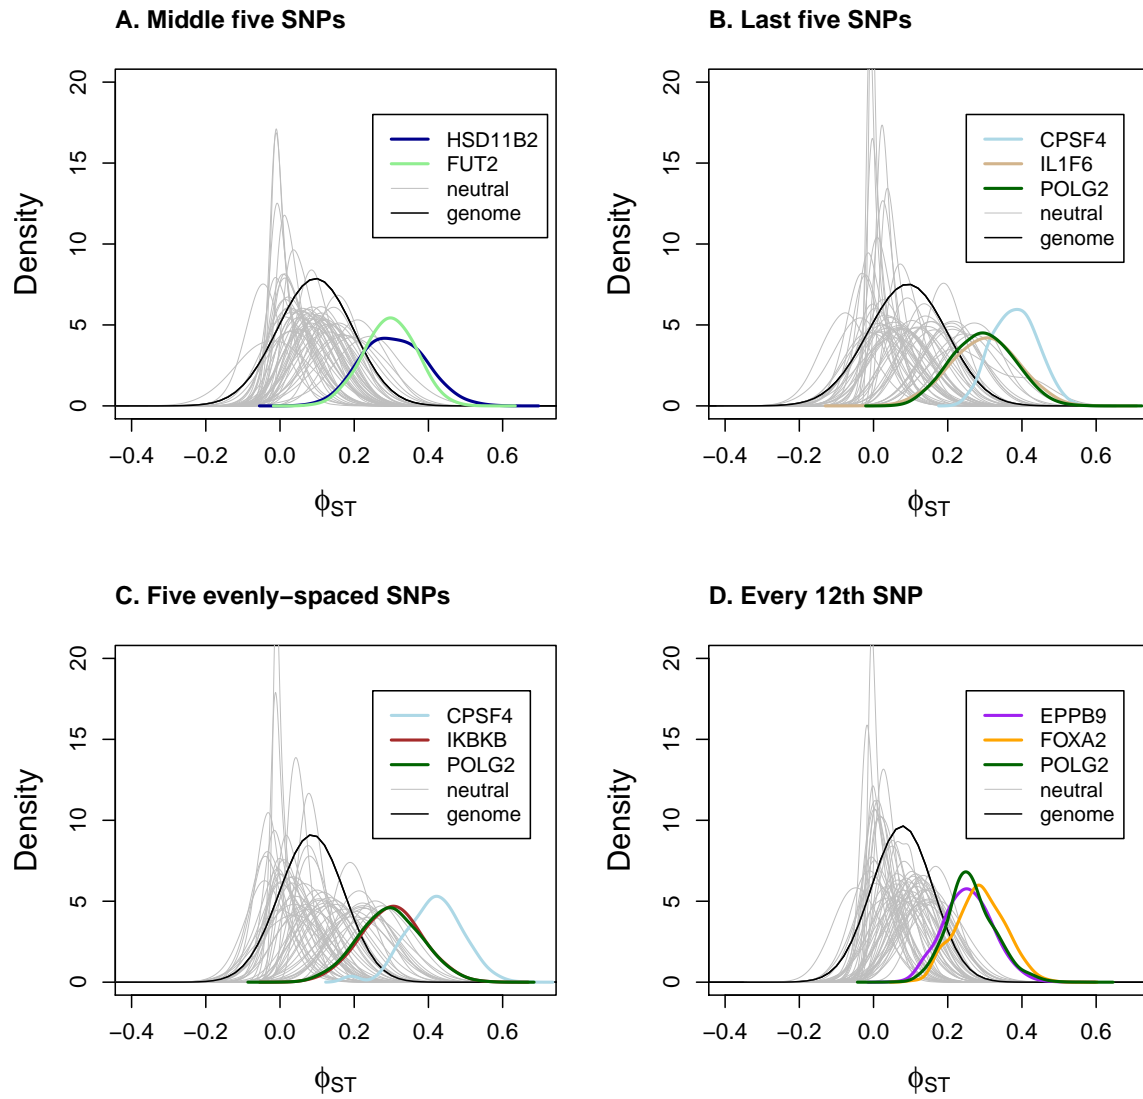 A. Middle five SNPs
Density
0 5 10 15 20
HSD11B2
FUT2
neutral
genome
−0.4 −0.2 0.0 0.2 0.4 0.6
ϕST
B. Last five SNPs
Density
0 5 10 15 20
CPSF4
IL1F6
POLG2
neutral
genome
−0.4 −0.2 0.0 0.2 0.4 0.6
ϕST
C. Five evenly−spaced SNPs
Density
0 5 10 15 20
CPSF4
IKBKB
POLG2
neutral
genome
−0.4 −0.2 0.0 0.2 0.4 0.6
ϕST
D. Every 12th SNP
Density
0 5 10 15 20
EPPB9
FOXA2
POLG2
neutral
genome
−0.4 −0.2 0.0 0.2 0.4 0.6
ϕST